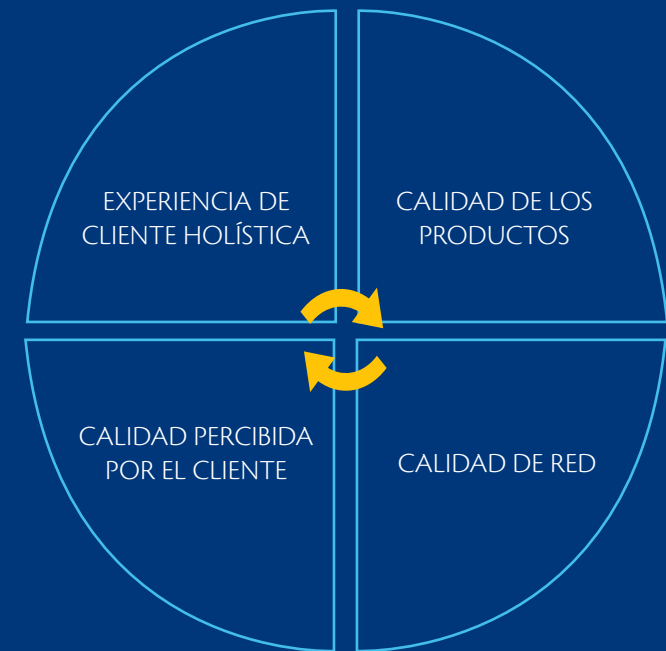 EXPERIENCIA DE
CLIENTE HOLÍSTICA
CALIDAD DE LOS
PRODUCTOS
CALIDAD PERCIBIDA
POR EL CLIENTE
CALIDAD DE RED